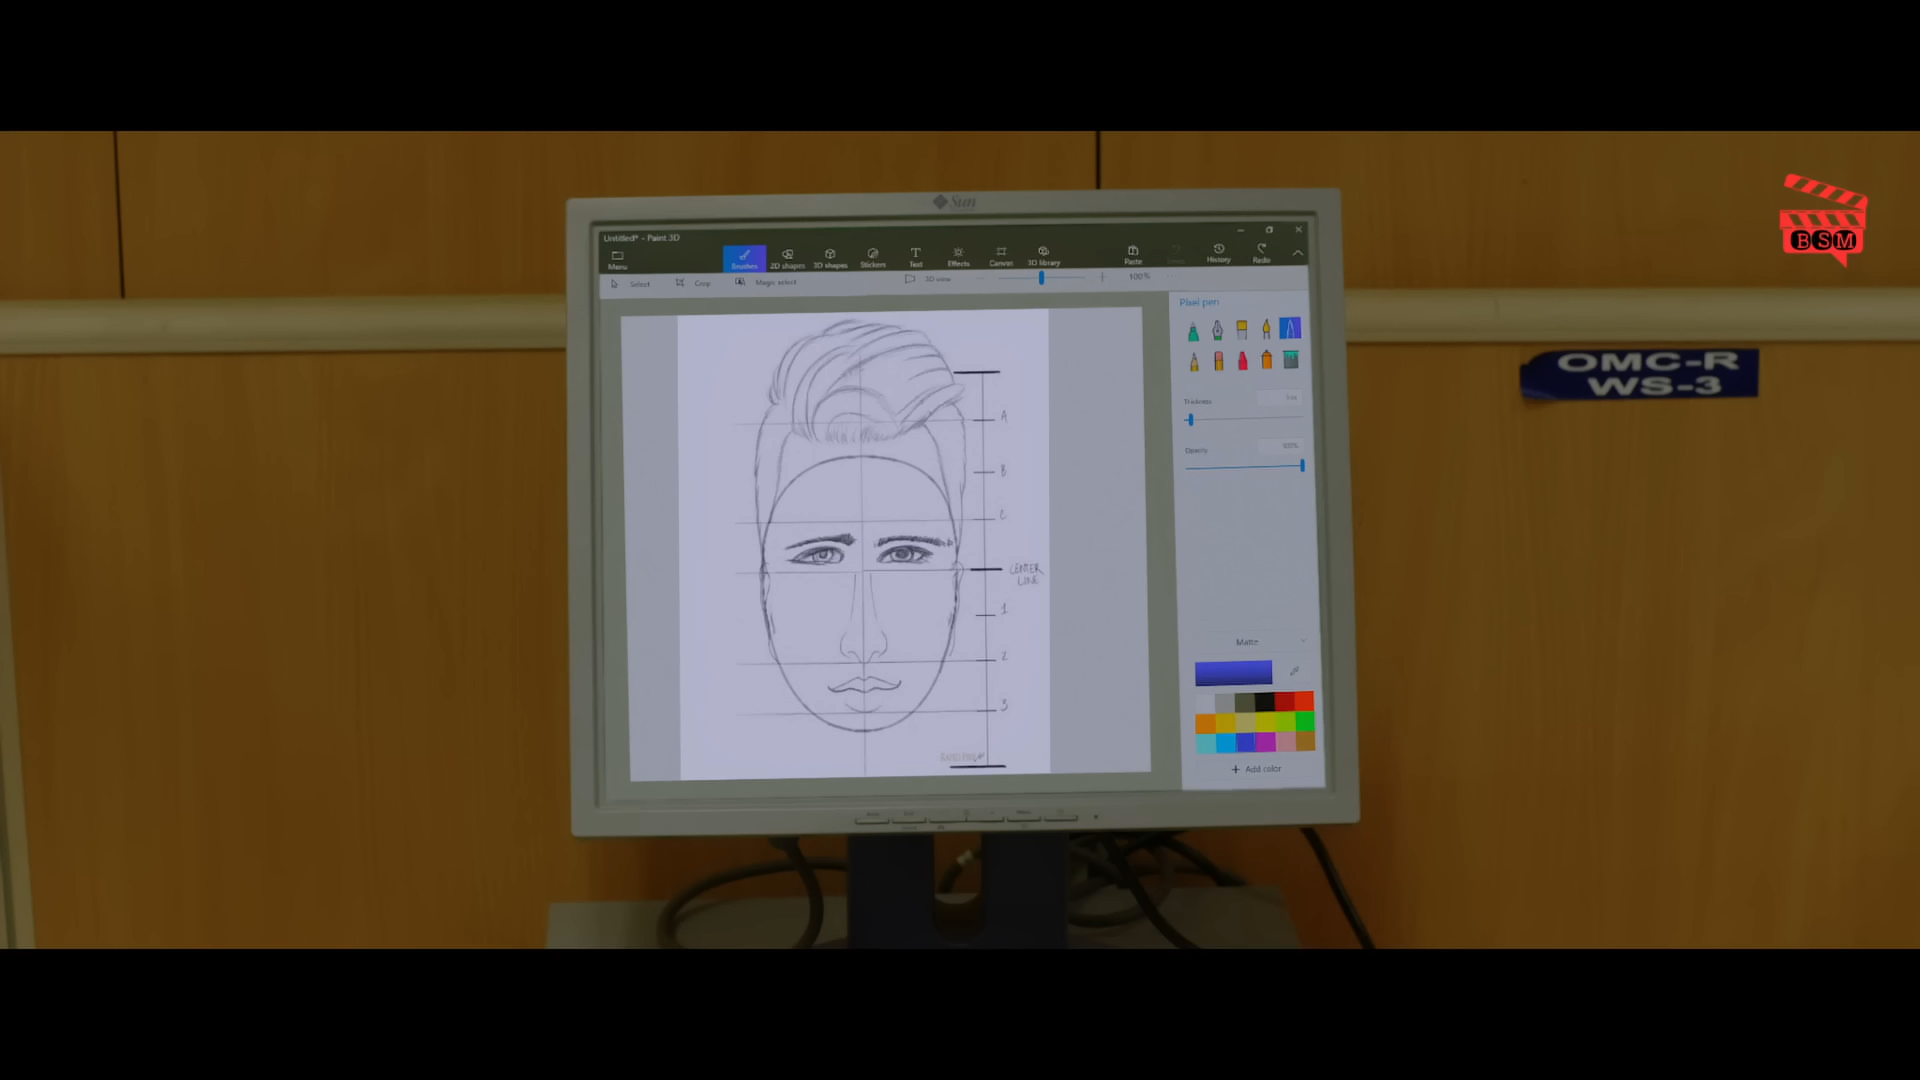 Sun
Untitled* - Paint 3D
Menu
Brushes
2D shapes
3D shapes
Stickers
Text
Effects
Canvas
3D library
Paste
History
Redo
Select
Crop
Magic select
3D view
100%
BSM
OMC-R
WS-3
Pixel pen
Thickness
Opacity
100%
A
B
C
CENTER
LINE
1
2
3
Matte
+ Add color